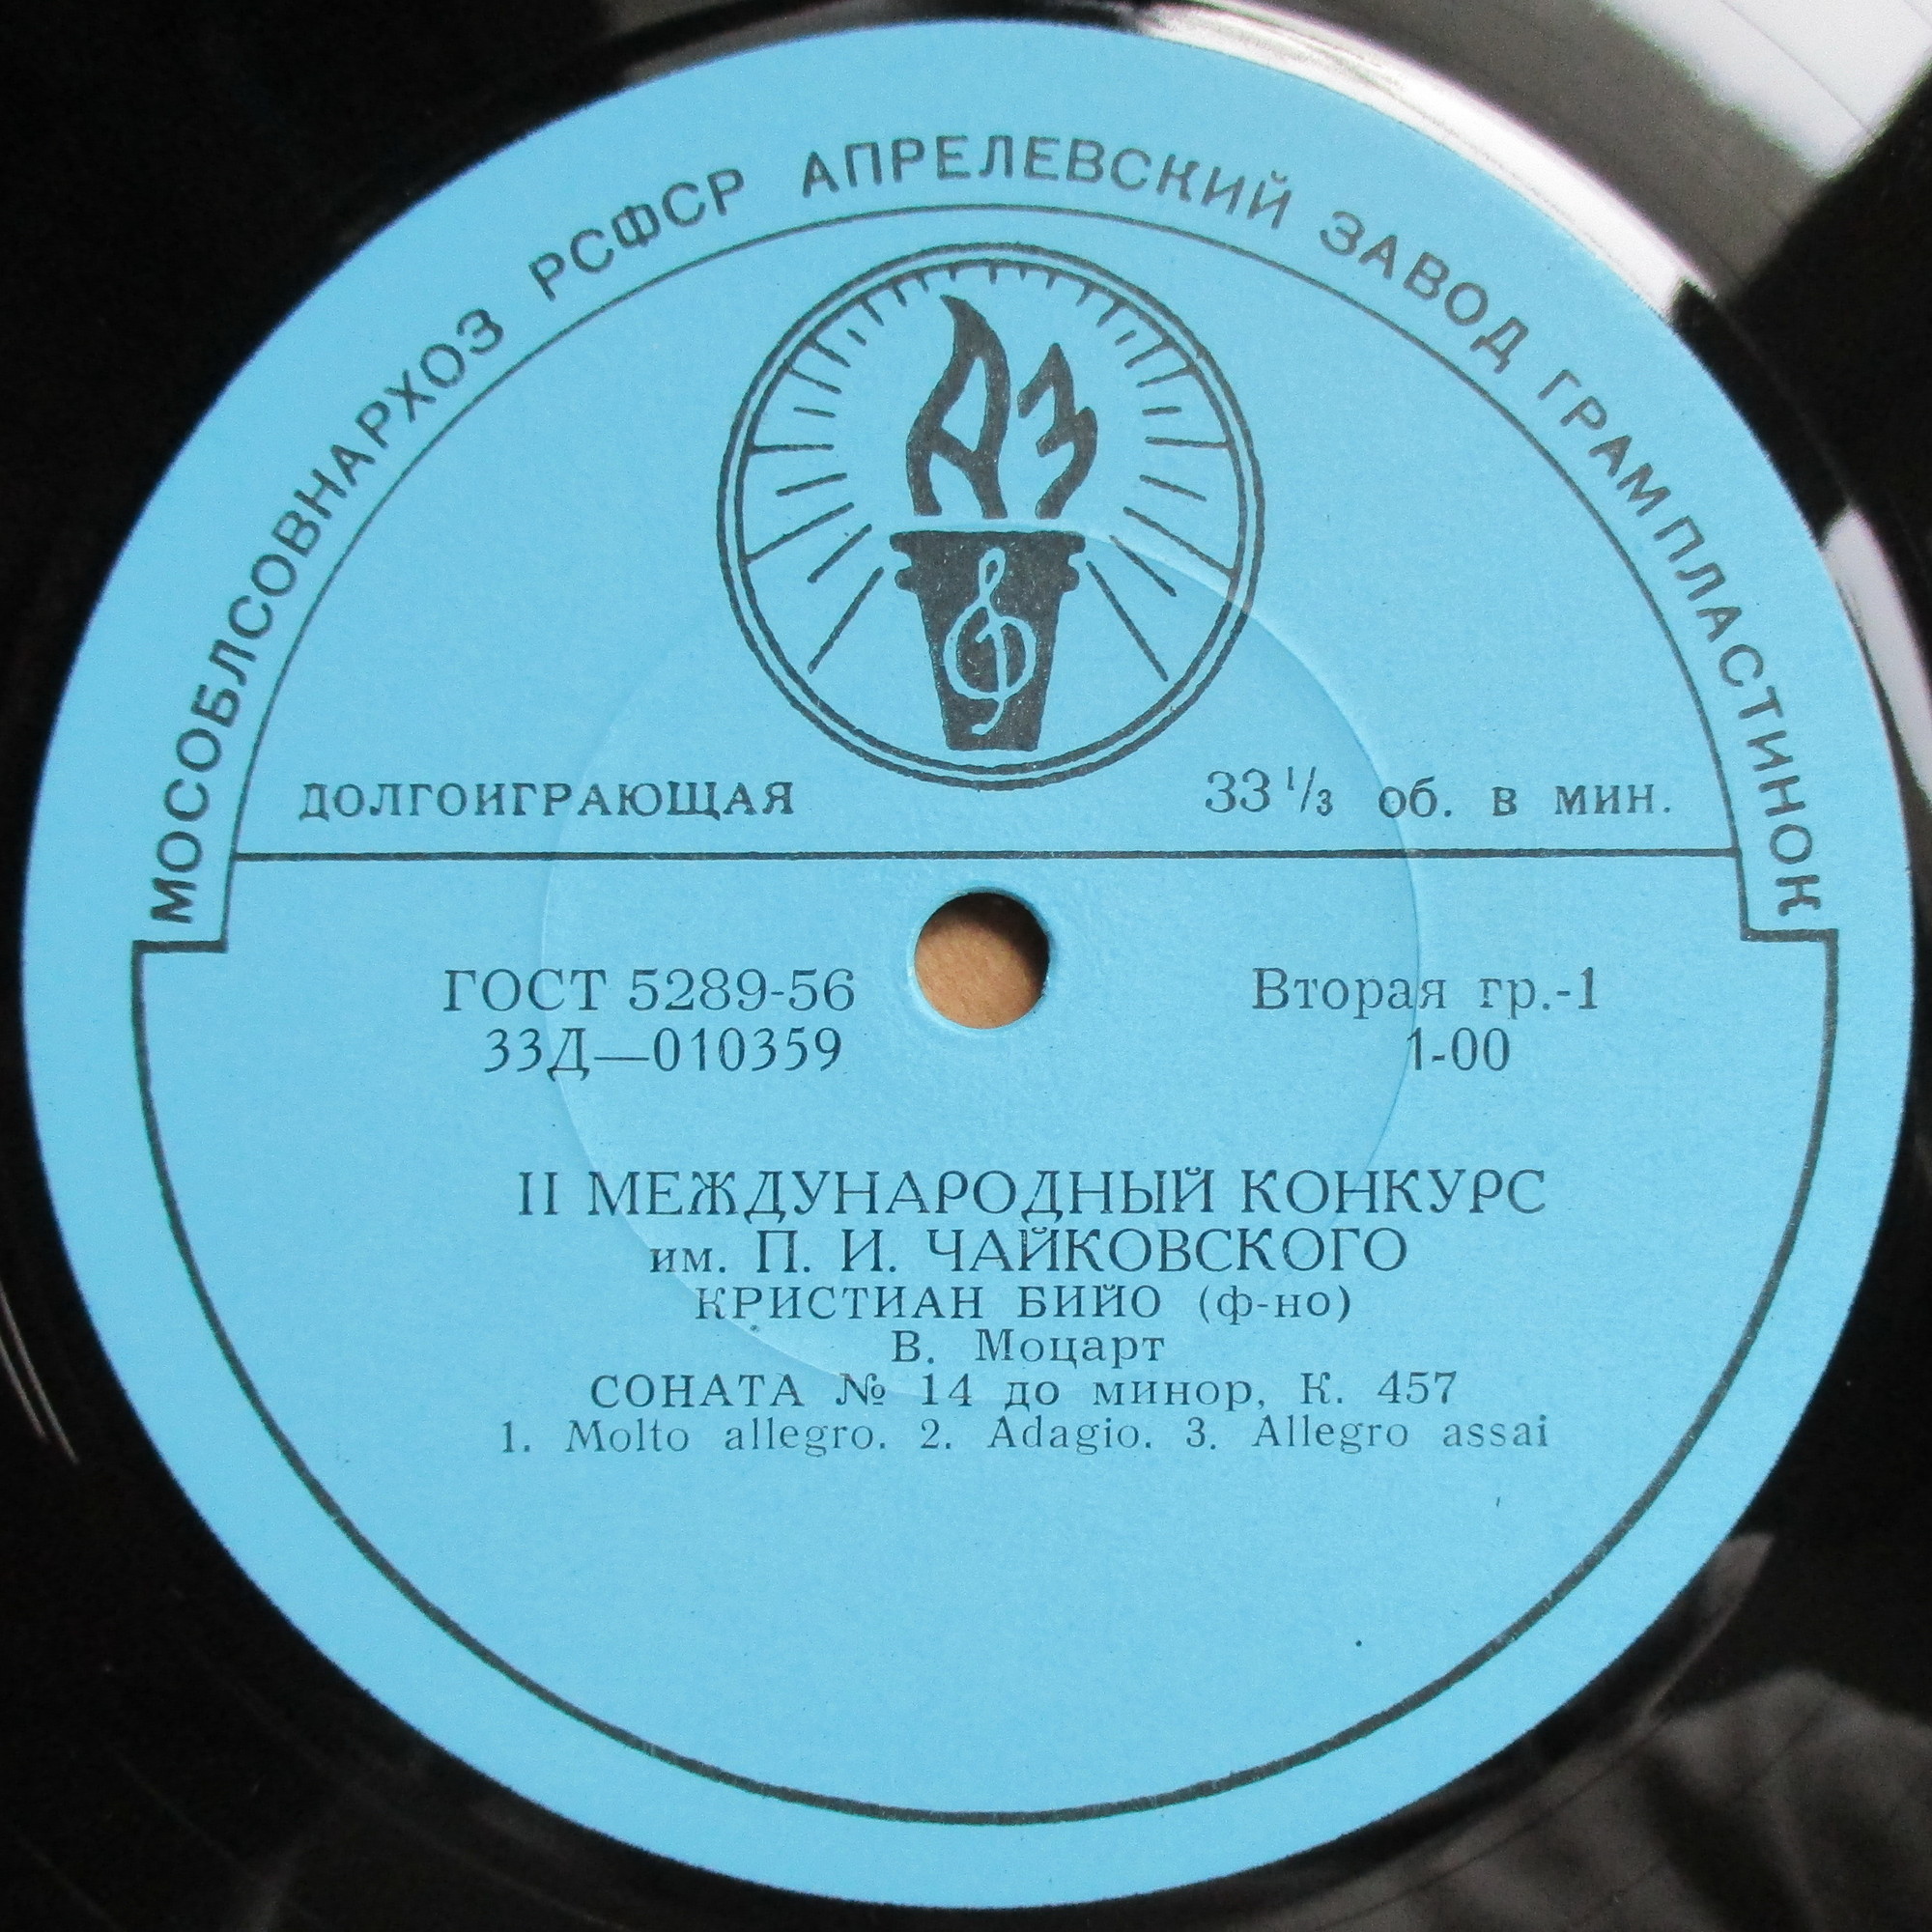 МОСОБЛСОВНАРХОЗ РСФСР АПРЕЛЕВСКИЙ ЗАВОД ГРАМПЛАСТИНОК
АЗ
ДОЛГОИГРАЮЩАЯ 33 1/3 об. в мин.
ГОСТ 5289-56 Вторая гр.-1
33Д—010359 1-00
II МЕЖДУНАРОДНЫЙ КОНКУРС
им. П. И. ЧАЙКОВСКОГО
КРИСТИАН БИЙО (ф-но)
В. Моцарт
СОНАТА № 14 до минор, К. 457
1. Molto allegro. 2. Adagio. 3. Allegro assai